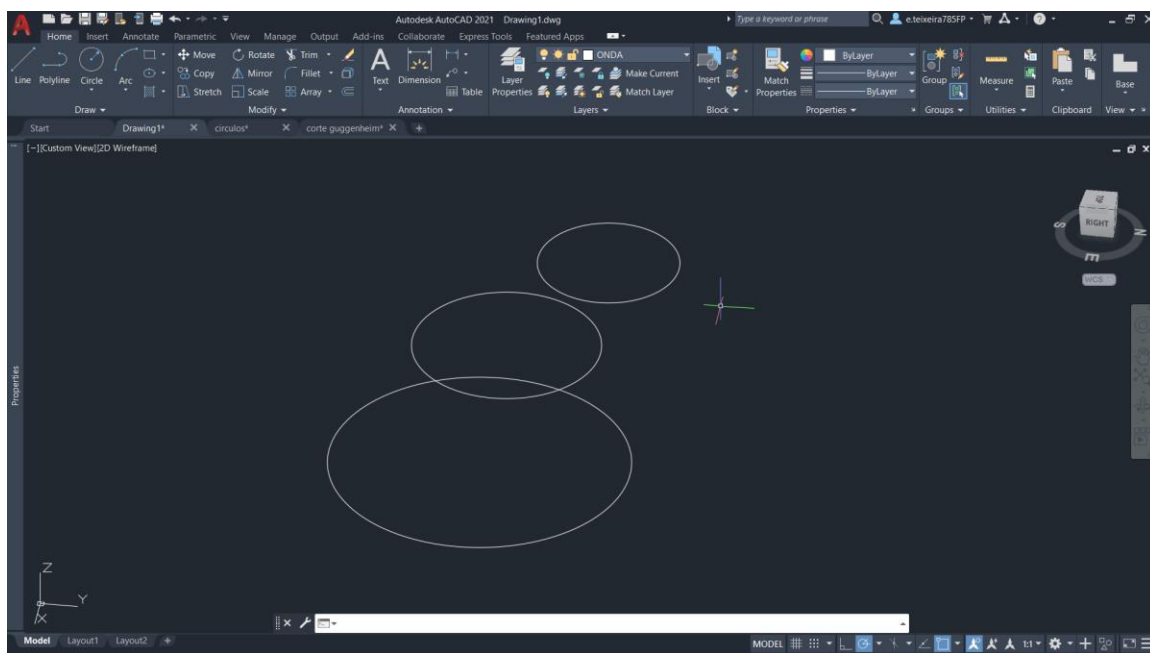 Autodesk AutoCAD 2021 Drawing1.dwg
Type a keyword or phrase
e.teixeira785FP
Home Insert Annotate Parametric View Manage Output Add-ins Collaborate Express Tools Featured Apps
Line Polyline Circle Arc
Move Rotate Trim
Copy Mirror Fillet
Stretch Scale Array
Text Dimension
Table
Layer
Properties
ONDA
Make Current
Match Layer
Insert
Match
Properties
ByLayer
ByLayer
ByLayer
Group
Measure
Paste
Base
Draw Modify Annotation Layers Block Properties Groups Utilities Clipboard View
Start Drawing1* circulos* corte guggenheim*
[−][Custom View][2D Wireframe]
RIGHT
S
N
E
WCS
Properties
Z
Y
X
Model Layout1 Layout2
MODEL
1:1